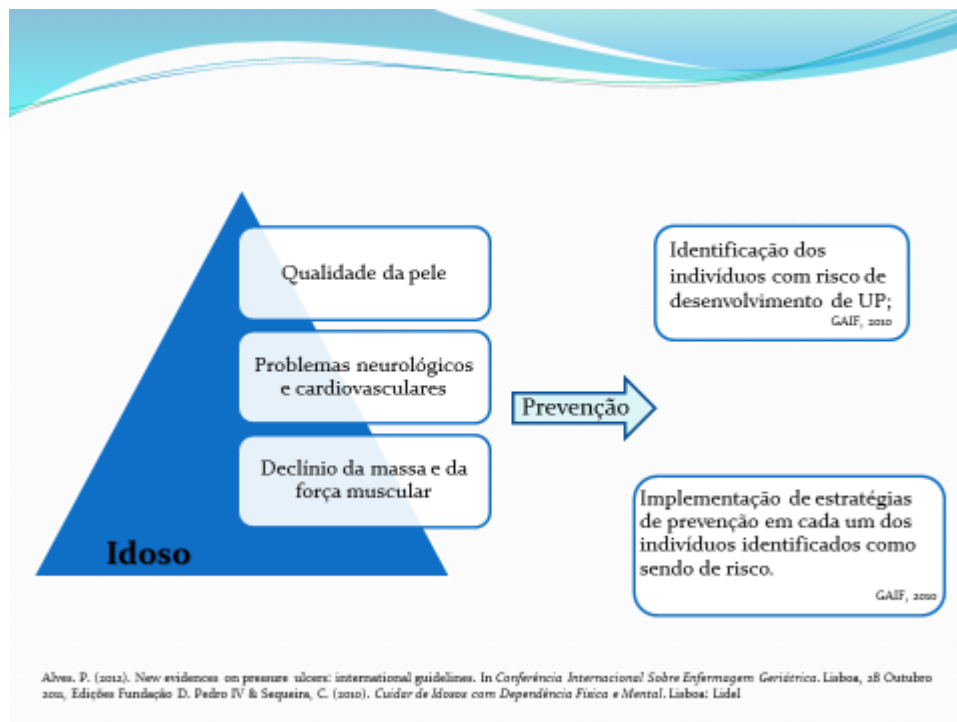 Qualidade da pele
Problemas neurológicos
e cardiovasculares
Declínio da massa e da
força muscular
Idoso
Prevenção
Identificação dos
indivíduos com risco de
desenvolvimento de UP;
GAIF, 2010
Implementação de estratégias
de prevenção em cada um dos
indivíduos identificados como
sendo de risco.
GAIF, 2010
Alves. P. (2012). New evidences on pressure ulcers: international guidelines. In Conferência Internacional Sobre Enfermagem Geriátrica. Lisboa, 28 Outubro
2011, Edições Fundação D. Pedro IV & Sequeira, C. (2010). Cuidar de Idosos com Dependência Física e Mental. Lisboa: Lidel